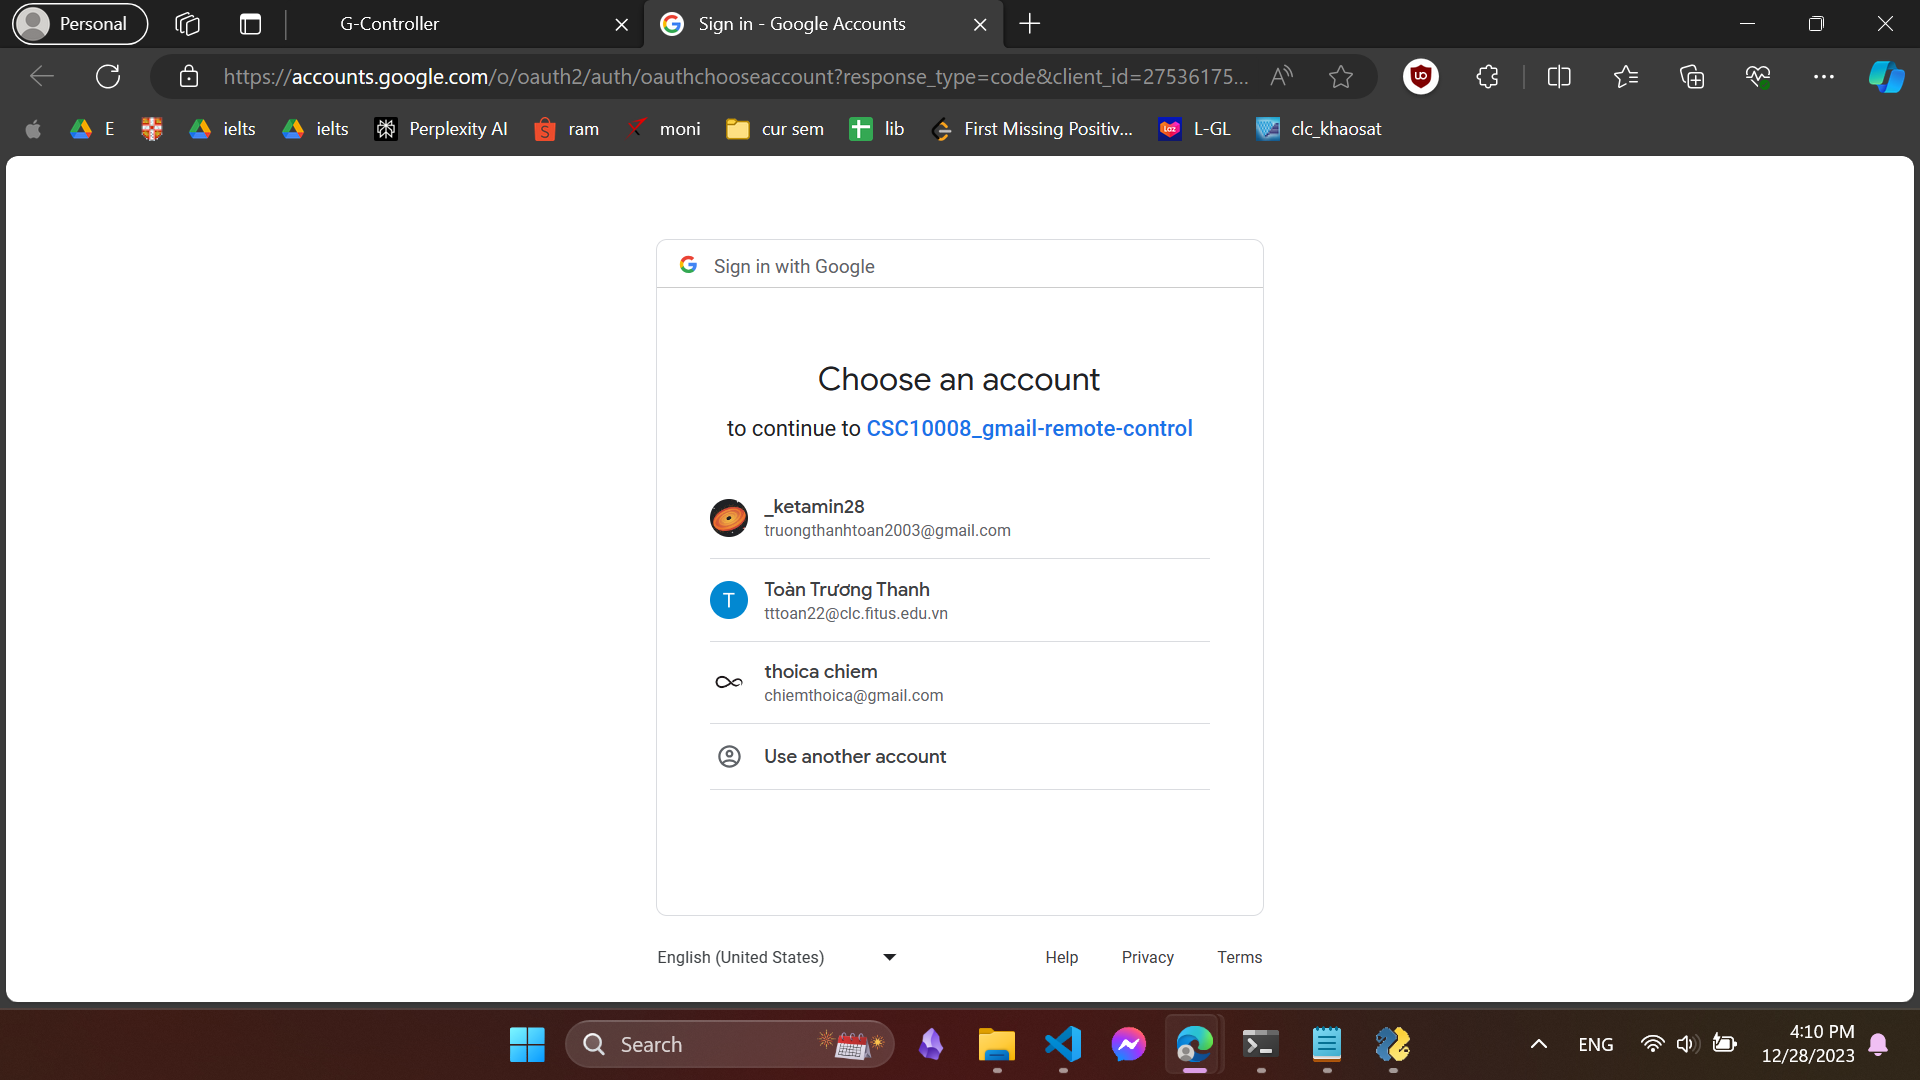 Personal
G-Controller
Sign in - Google Accounts
https://accounts.google.com/o/oauth2/auth/oauthchooseaccount?response_type=code&client_id=27536175...
E
ielts
ielts
Perplexity AI
ram
moni
cur sem
lib
First Missing Positiv...
L-GL
clc_khaosat
Sign in with Google
Choose an account
to continue to CSC10008_gmail-remote-control
_ketamin28
truongthanhtoan2003@gmail.com
T
Toàn Trương Thanh
tttoan22@clc.fitus.edu.vn
thoica chiem
chiemthoica@gmail.com
Use another account
English (United States)
Help
Privacy
Terms
Search
ENG
4:10 PM
12/28/2023